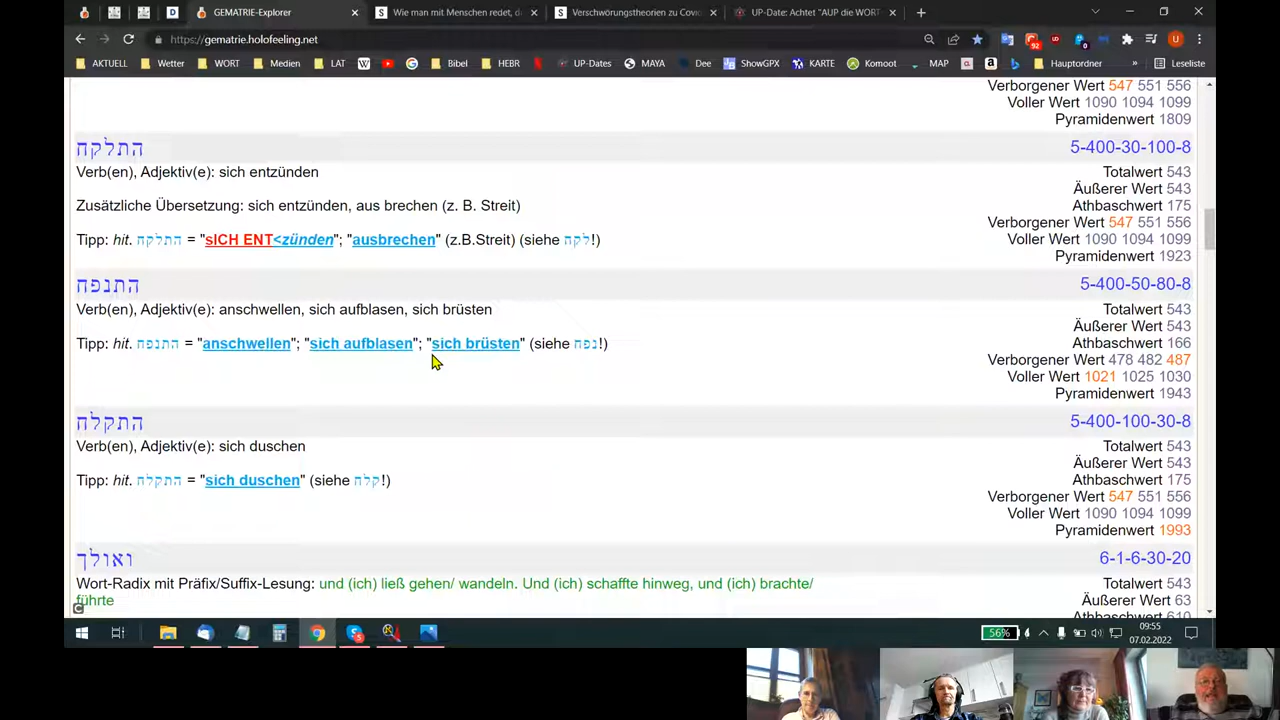 GEMATRIE-Explorer
Wie man mit Menschen redet, d
Verschwörungstheorien zu Covi
UP-Date: Achtet "AUP die WORT
https://gematrie.holofeeling.net
92
0
U
AKTUELL
Wetter
WORT
Medien
LAT
Bibel
HEBR
UP-Dates
MAYA
Dee
ShowGPX
KARTE
Komoot
MAP
Hauptordner
»
Leseliste
Verborgener Wert 547 551 556
Voller Wert 1090 1094 1099
Pyramidenwert 1809
התלקח 5-400-30-100-8
Verb(en), Adjektiv(e): sich entzünden
Totalwert 543
Äußerer Wert 543
Zusätzliche Übersetzung: sich entzünden, aus brechen (z. B. Streit)
Athbaschwert 175
Verborgener Wert 547 551 556
Tipp: hit. התלקח = "sICH ENT<zünden"; "ausbrechen" (z.B.Streit) (siehe לקח!)
Voller Wert 1090 1094 1099
Pyramidenwert 1923
התנפח 5-400-50-80-8
Verb(en), Adjektiv(e): anschwellen, sich aufblasen, sich brüsten
Totalwert 543
Äußerer Wert 543
Tipp: hit. התנפח = "anschwellen"; "sich aufblasen"; "sich brüsten" (siehe נפח!)
Athbaschwert 166
Verborgener Wert 478 482 487
Voller Wert 1021 1025 1030
Pyramidenwert 1943
התקלח 5-400-100-30-8
Verb(en), Adjektiv(e): sich duschen
Totalwert 543
Äußerer Wert 543
Tipp: hit. התקלח = "sich duschen" (siehe קלח!)
Athbaschwert 175
Verborgener Wert 547 551 556
Voller Wert 1090 1094 1099
Pyramidenwert 1993
ואולך 6-1-6-30-20
Wort-Radix mit Präfix/Suffix-Lesung: und (ich) ließ gehen/ wandeln. Und (ich) schaffte hinweg, und (ich) brachte/
führte
Totalwert 543
Äußerer Wert 63
Athbaschwert 610
56%
09:55
07.02.2022